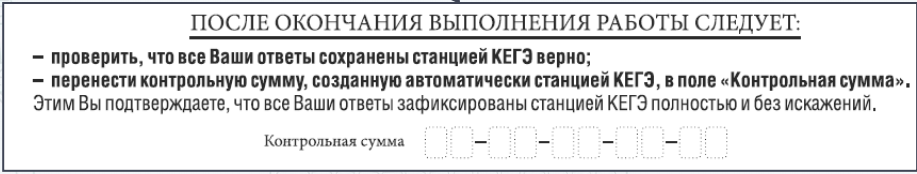 ПОСЛЕ ОКОНЧАНИЯ ВЫПОЛНЕНИЯ РАБОТЫ СЛЕДУЕТ:
– проверить, что все Ваши ответы сохранены станцией КЕГЭ верно;
– перенести контрольную сумму, созданную автоматически станцией КЕГЭ, в поле «Контрольная сумма».
Этим Вы подтверждаете, что все Ваши ответы зафиксированы станцией КЕГЭ полностью и без искажений.
Контрольная сумма – – – –